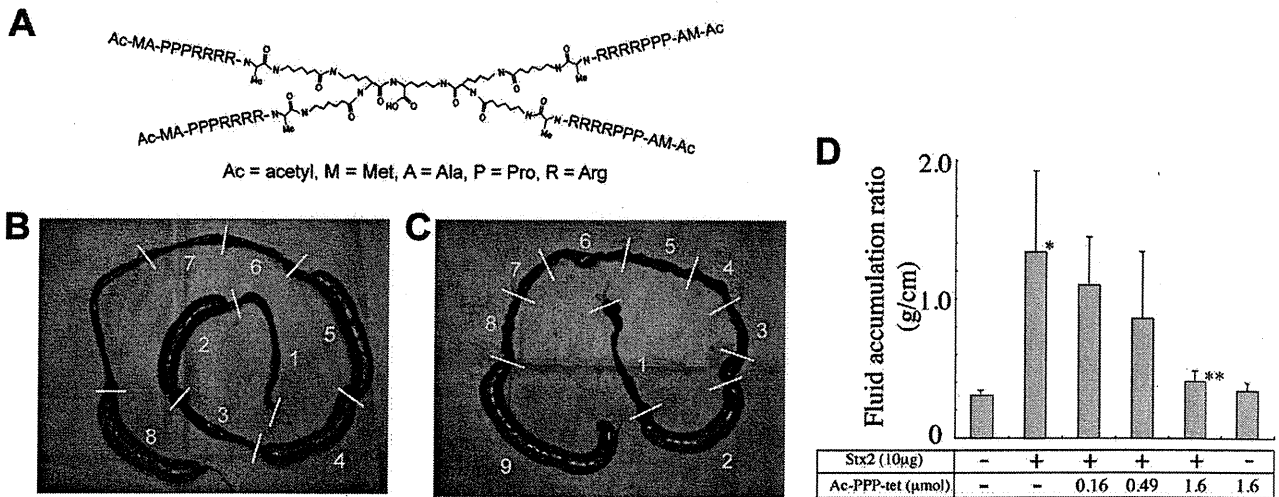 A
Ac-MA-PPPRRRR-
-RRRRPPP-AM-Ac
Ac-MA-PPPRRRR-
-RRRRPPP-AM-Ac
Ac = acetyl, M = Met, A = Ala, P = Pro, R = Arg
B
1
2
3
4
5
6
7
8
C
1
2
3
4
5
6
7
8
9
D
Fluid accumulation ratio
(g/cm)
2.0
1.0
0
*
**
Stx2 (10µg) - + + + + -
Ac-PPP-tet (µmol) - - 0.16 0.49 1.6 1.6